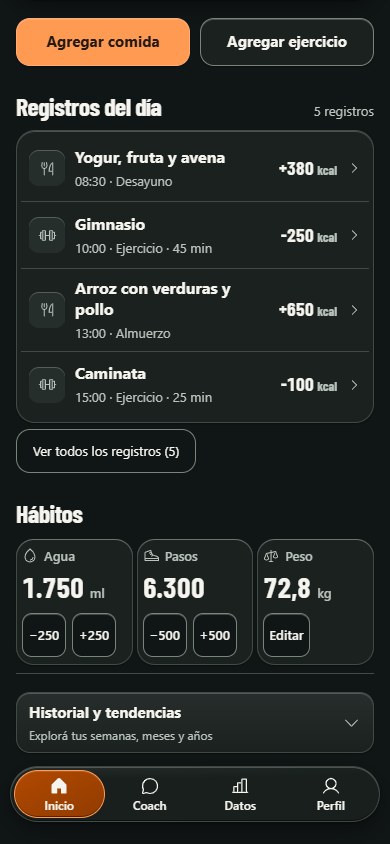 Agregar comida
Agregar ejercicio
Registros del día
5 registros
Yogur, fruta y avena
08:30 · Desayuno
+380 kcal
Gimnasio
10:00 · Ejercicio · 45 min
-250 kcal
Arroz con verduras y
pollo
13:00 · Almuerzo
+650 kcal
Caminata
15:00 · Ejercicio · 25 min
-100 kcal
Ver todos los registros (5)
Hábitos
Agua
1.750 ml
−250
+250
Pasos
6.300
−500
+500
Peso
72,8 kg
Editar
Historial y tendencias
Explorá tus semanas, meses y años
Inicio
Coach
Datos
Perfil